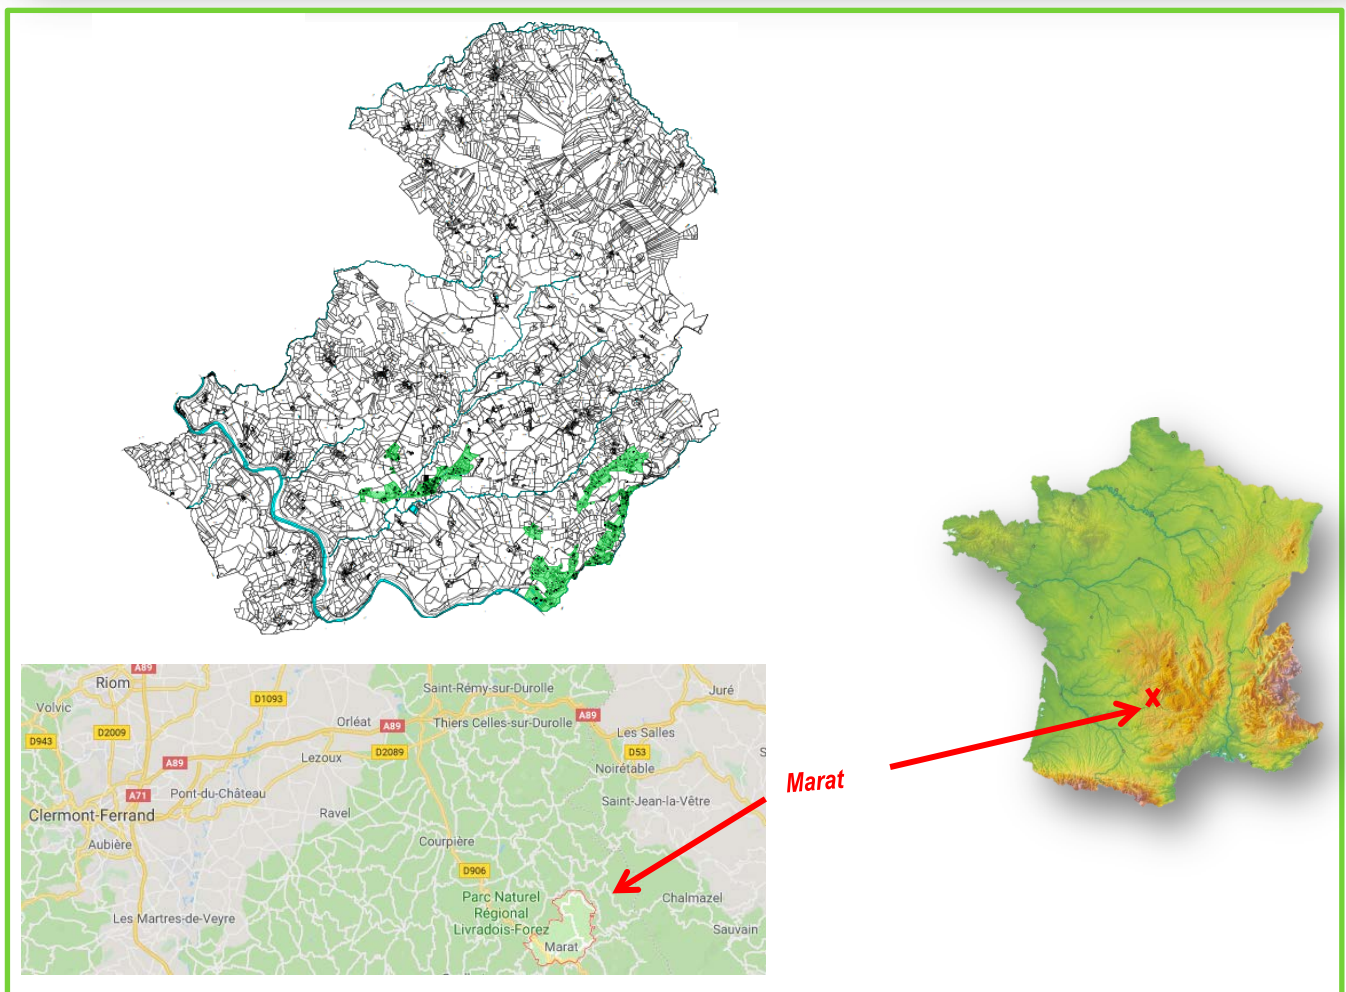 A89
Riom
Saint-Rémy-sur-Durolle
Juré
Volvic
D1093
Orléat
A89
Thiers
Celles-sur-Durolle
A89
D943
D2009
Les Salles
D2089
D53
A89
Lezoux
Noirétable
A71
Pont-du-Château
Saint-Jean-la-Vêtre
Marat
Clermont-Ferrand
Ravel
Aubière
Courpière
D906
Parc Naturel
Régional
Livradois-Forez
Chalmazel
Les Martres-de-Veyre
Sauvain
Marat